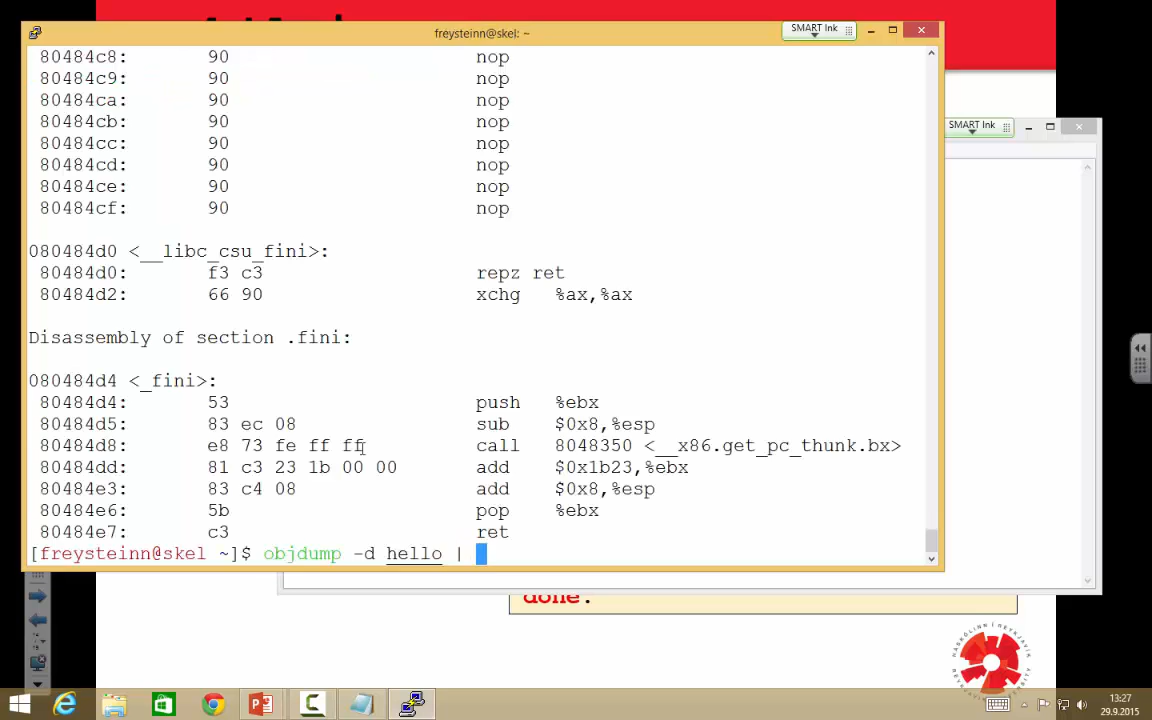 freysteinn@skel: ~
SMART Ink
80484c8: 90 nop
80484c9: 90 nop
80484ca: 90 nop
80484cb: 90 nop
80484cc: 90 nop
80484cd: 90 nop
80484ce: 90 nop
80484cf: 90 nop
080484d0 <__libc_csu_fini>:
80484d0: f3 c3 repz ret
80484d2: 66 90 xchg %ax,%ax
Disassembly of section .fini:
080484d4 <_fini>:
80484d4: 53 push %ebx
80484d5: 83 ec 08 sub $0x8,%esp
80484d8: e8 73 fe ff ff call 8048350 <__x86.get_pc_thunk.bx>
80484dd: 81 c3 23 1b 00 00 add $0x1b23,%ebx
80484e3: 83 c4 08 add $0x8,%esp
80484e6: 5b pop %ebx
80484e7: c3 ret
[freysteinn@skel ~]$ objdump -d hello |
SMART Ink
done.
13:27
29.9.2015